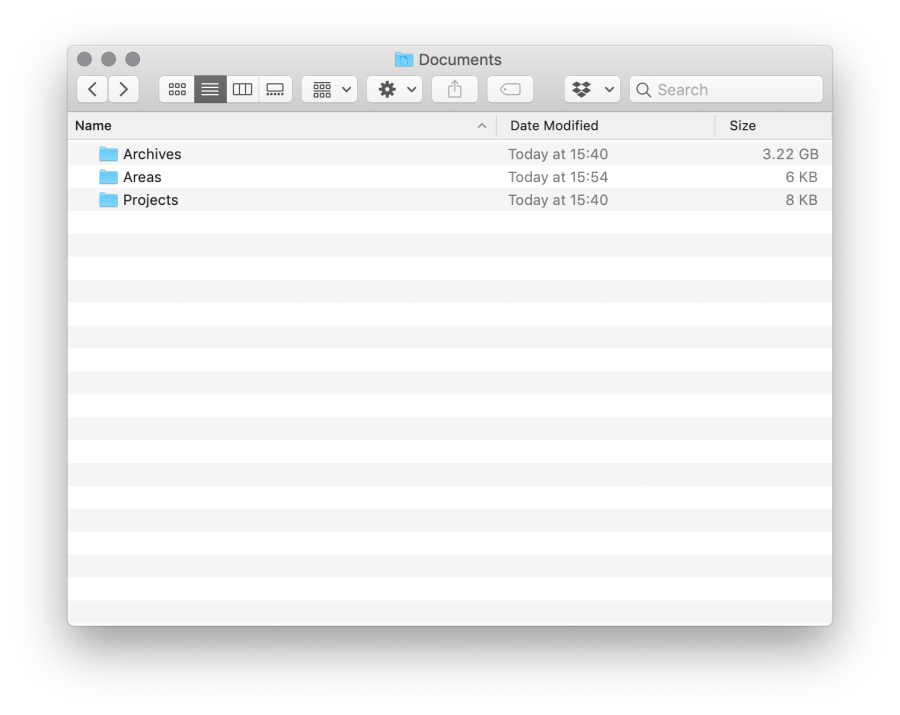 Documents
Search
Name Date Modified Size
Archives Today at 15:40 3.22 GB
Areas Today at 15:54 6 KB
Projects Today at 15:40 8 KB